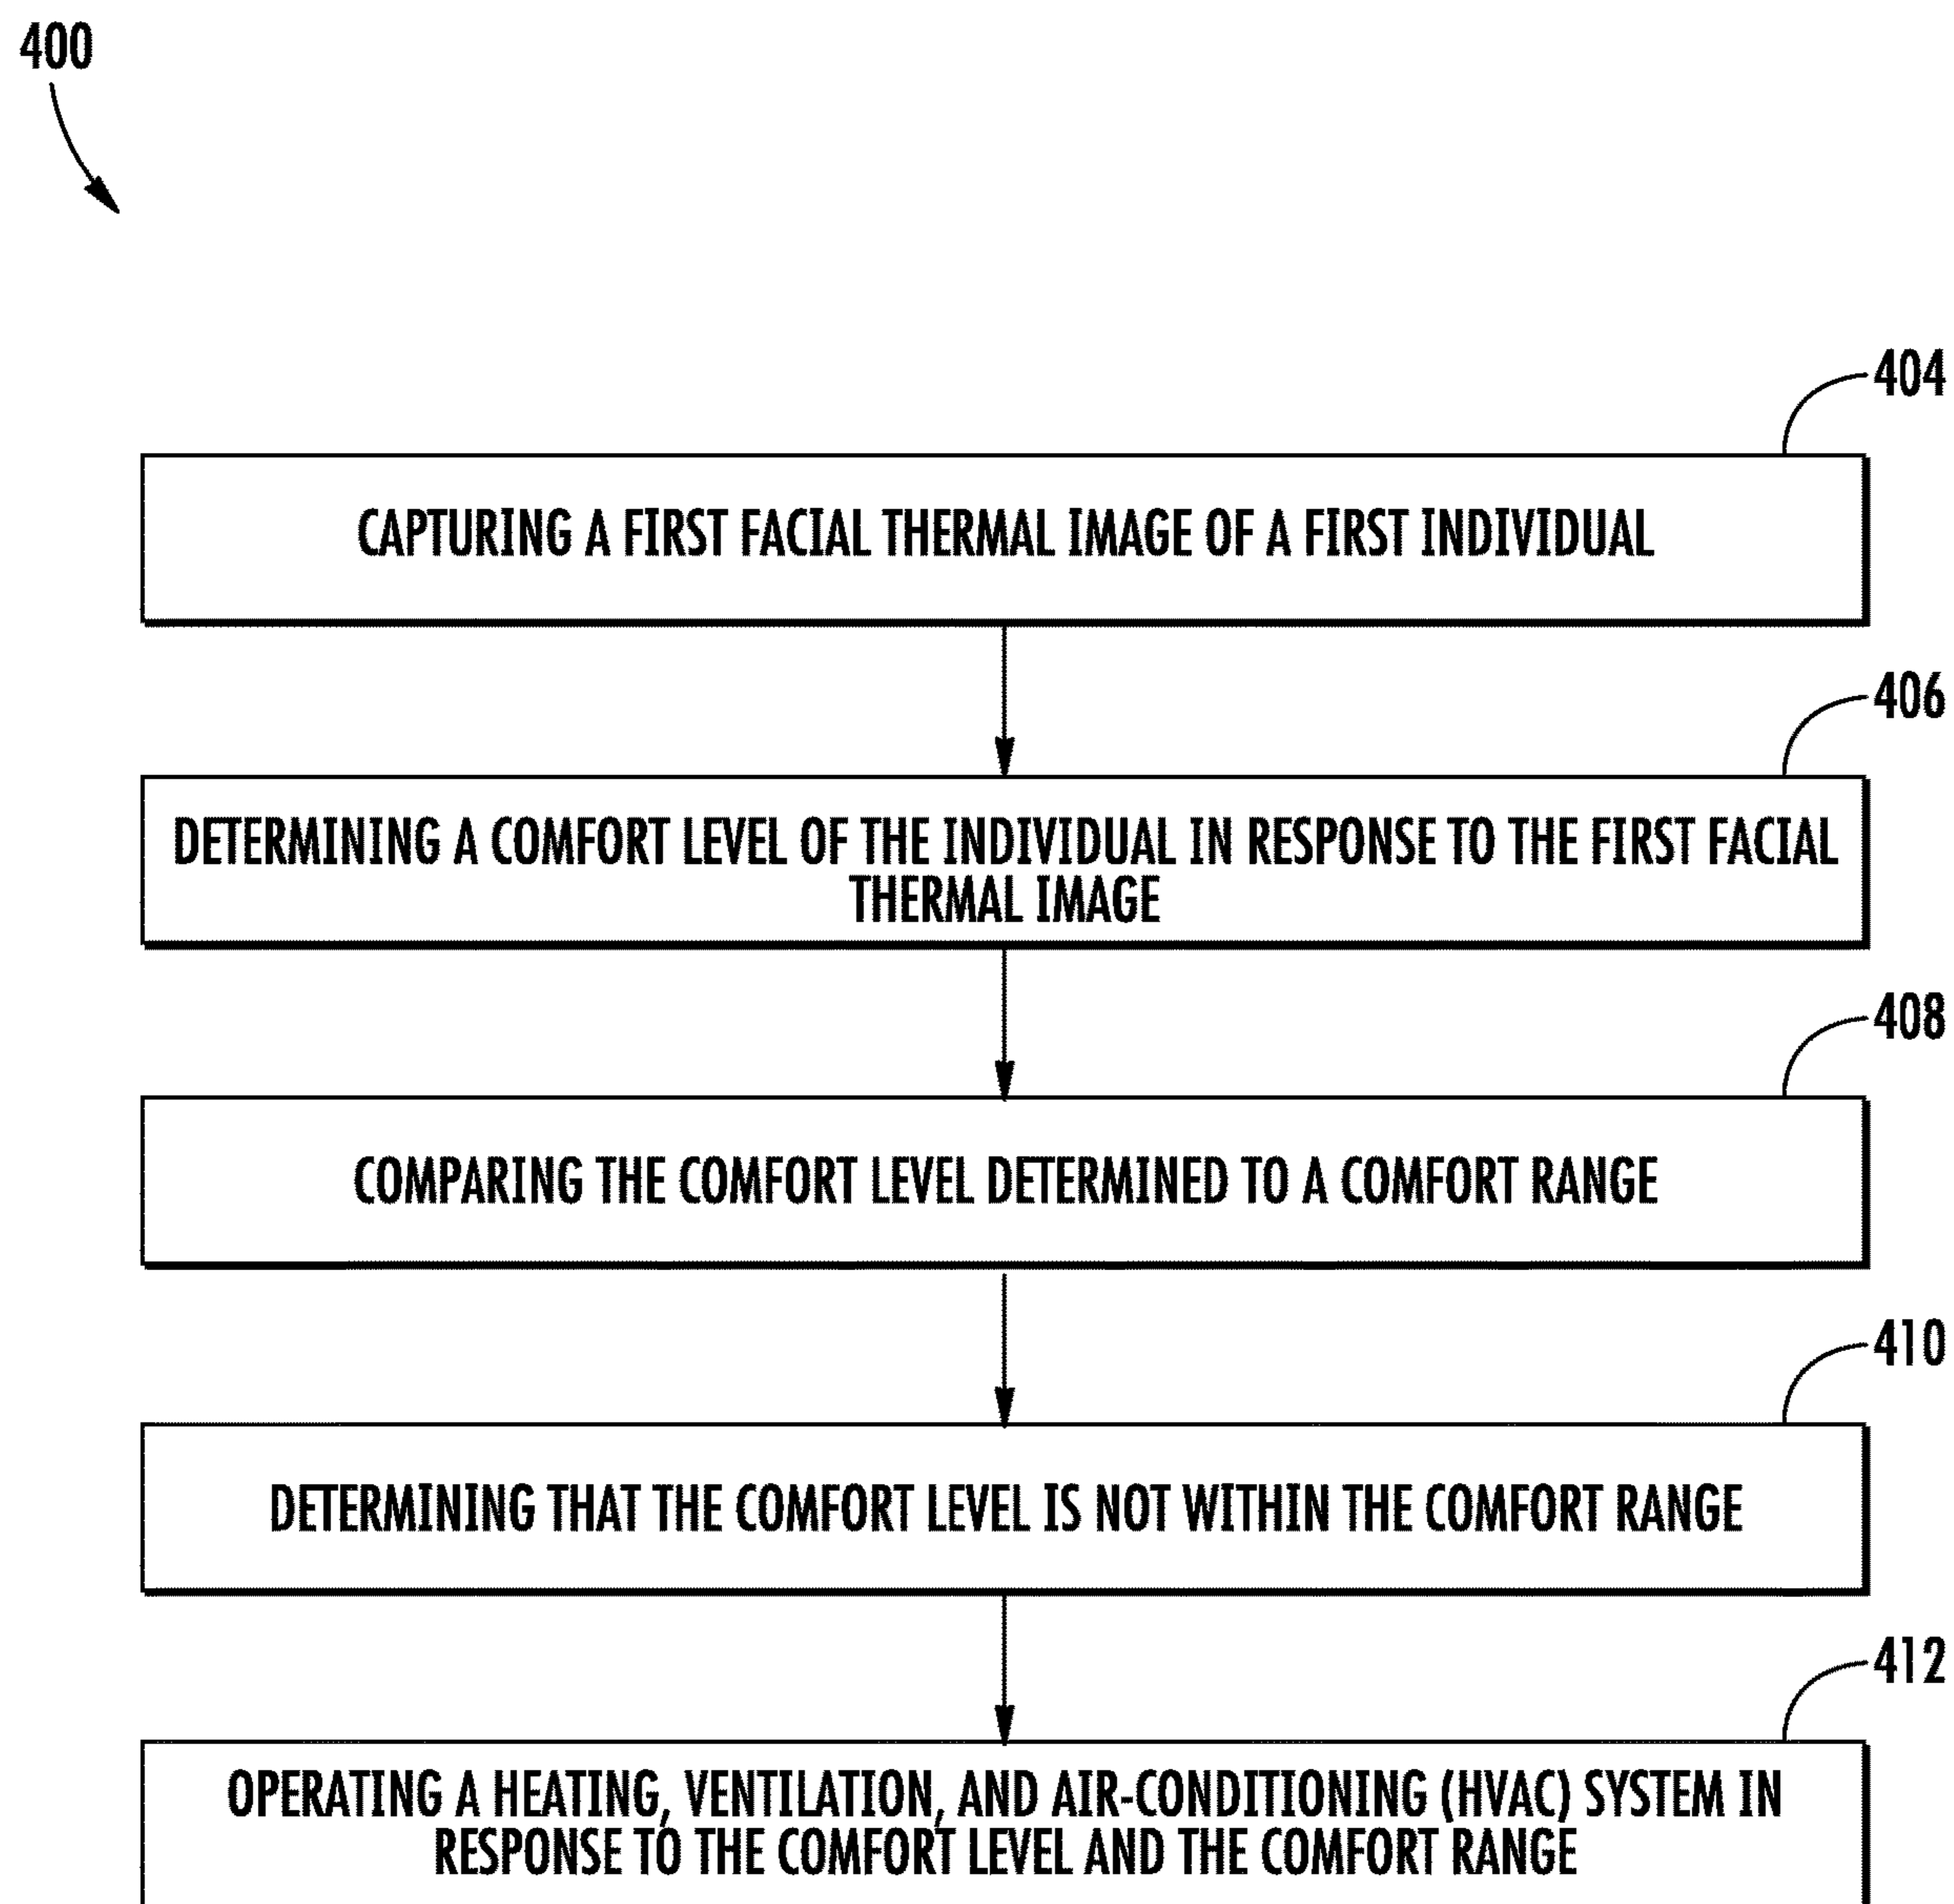 400
404
CAPTURING A FIRST FACIAL THERMAL IMAGE OF A FIRST INDIVIDUAL
406
DETERMINING A COMFORT LEVEL OF THE INDIVIDUAL IN RESPONSE TO THE FIRST FACIAL
THERMAL IMAGE
408
COMPARING THE COMFORT LEVEL DETERMINED TO A COMFORT RANGE
410
DETERMINING THAT THE COMFORT LEVEL IS NOT WITHIN THE COMFORT RANGE
412
OPERATING A HEATING, VENTILATION, AND AIR-CONDITIONING (HVAC) SYSTEM IN
RESPONSE TO THE COMFORT LEVEL AND THE COMFORT RANGE